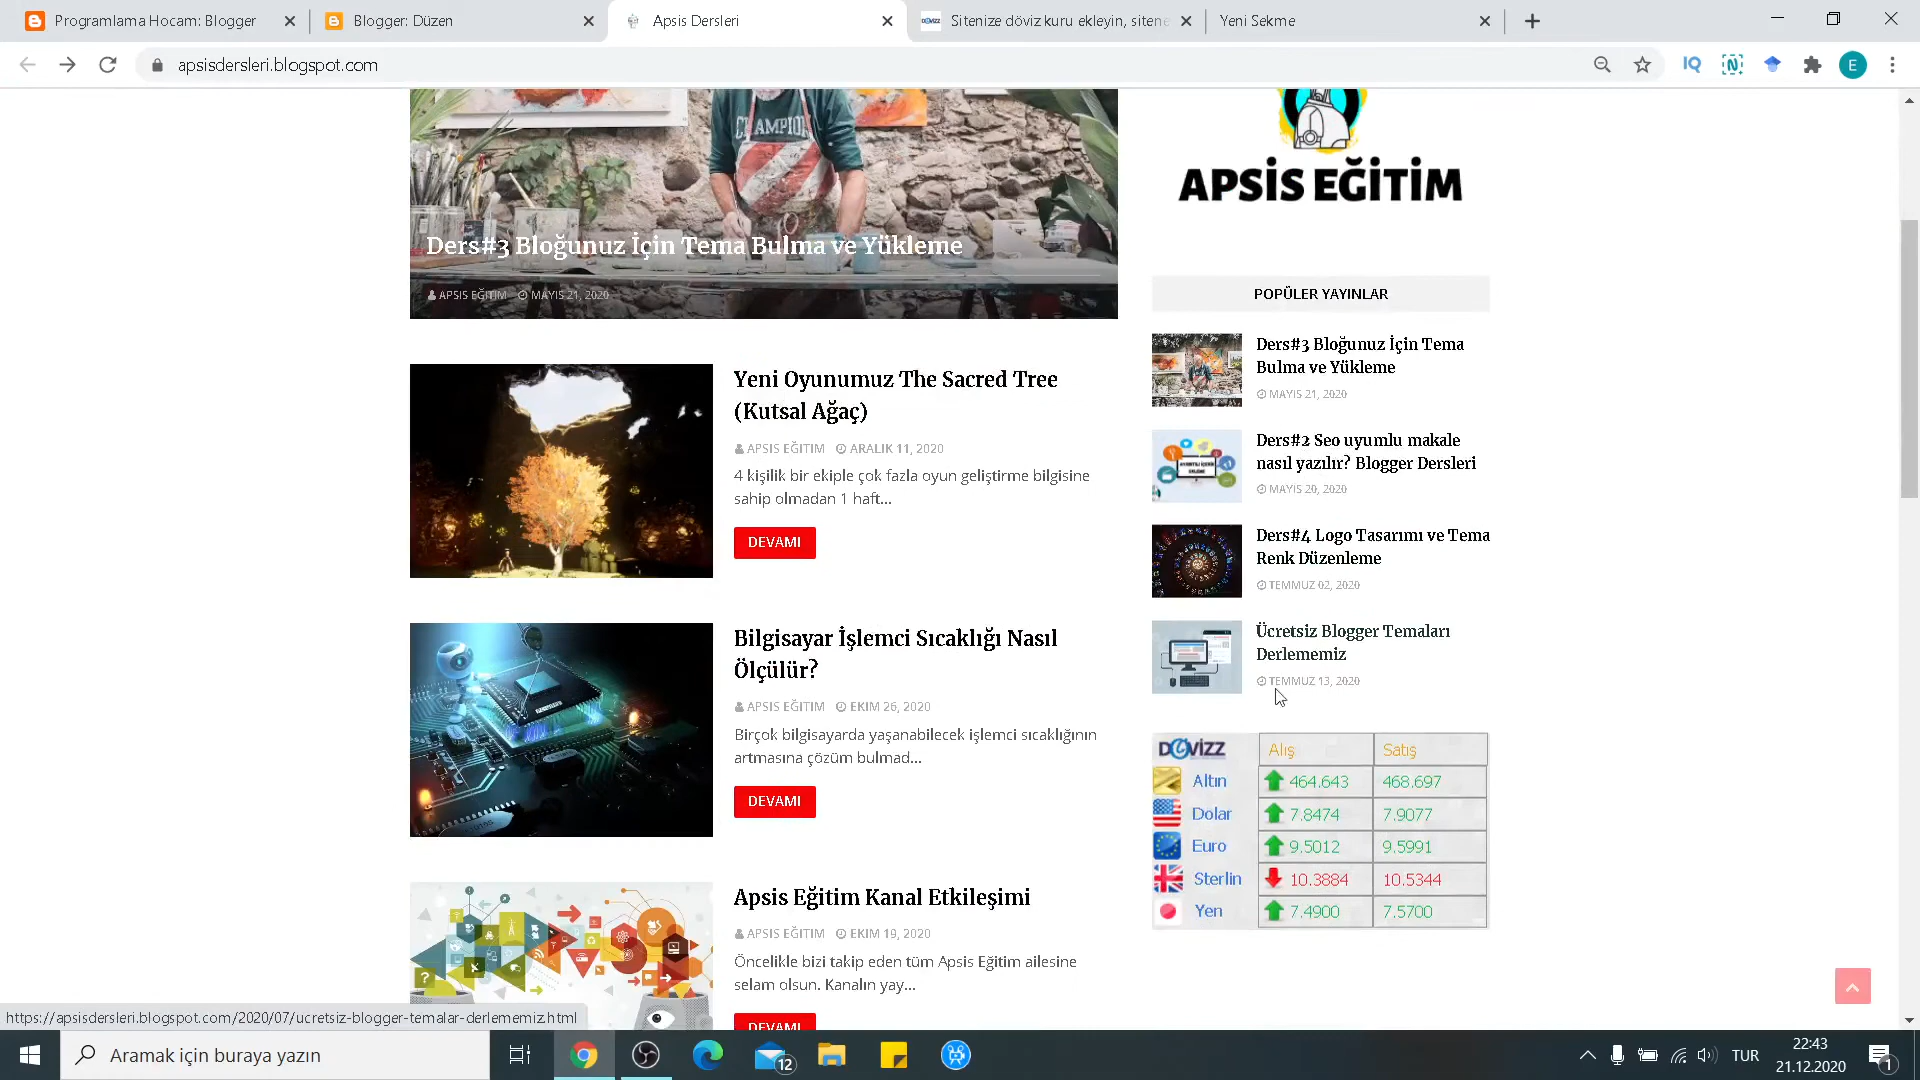 Programlama Hocam: Blogger
Blogger: Düzen
Apsis Dersleri
Sitenize döviz kuru ekleyin, sitene
Yeni Sekme
apsisdersleri.blogspot.com
IQ
N
E
CHAMPION
Ders#3 Bloğunuz İçin Tema Bulma ve Yükleme
APSIS EĞITIM MAYIS 21, 2020
Yeni Oyunumuz The Sacred Tree
(Kutsal Ağaç)
APSIS EĞITIM ARALIK 11, 2020
4 kişilik bir ekiple çok fazla oyun geliştirme bilgisine
sahip olmadan 1 haft...
DEVAMI
Bilgisayar İşlemci Sıcaklığı Nasıl
Ölçülür?
APSIS EĞITIM EKIM 26, 2020
Birçok bilgisayarda yaşanabilecek işlemci sıcaklığının
artmasına çözüm bulmad...
DEVAMI
Apsis Eğitim Kanal Etkileşimi
APSIS EĞITIM EKIM 19, 2020
Öncelikle bizi takip eden tüm Apsis Eğitim ailesine
selam olsun. Kanalın yay...
DEVAMI
APSİS EĞİTİM
POPÜLER YAYINLAR
Ders#3 Bloğunuz İçin Tema
Bulma ve Yükleme
MAYIS 21, 2020
Ders#2 Seo uyumlu makale
nasıl yazılır? Blogger Dersleri
MAYIS 20, 2020
Ders#4 Logo Tasarımı ve Tema
Renk Düzenleme
TEMMUZ 02, 2020
Ücretsiz Blogger Temaları
Derlememiz
TEMMUZ 13, 2020
DOVIZZ Alış Satış
Altın 464.643 468.697
Dolar 7.8474 7.9077
Euro 9.5012 9.5991
Sterlin 10.3884 10.5344
Yen 7.4900 7.5700
https://apsisdersleri.blogspot.com/2020/07/ucretsiz-blogger-temalar-derlememiz.html
Aramak için buraya yazın
12
TUR
22:43
21.12.2020
1